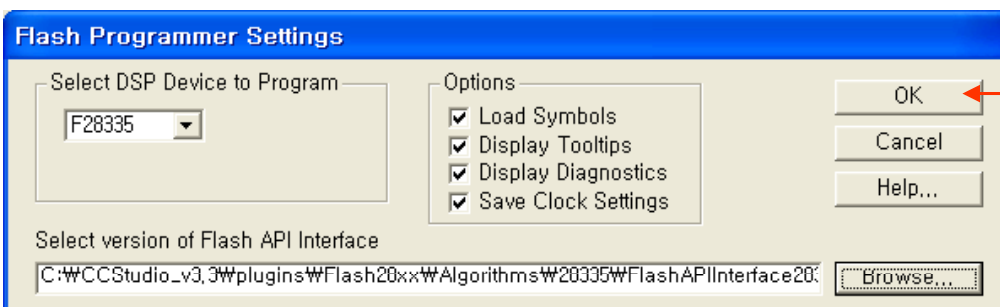 Flash Programmer Settings
Select DSP Device to Program
F28335
Options
Load Symbols
Display Tooltips
Display Diagnostics
Save Clock Settings
OK
Cancel
Help...
Select version of Flash API Interface
C:₩CCStudio_v3.3₩plugins₩Flash28xx₩Algorithms₩28335₩FlashAPIInterface283
Browse...